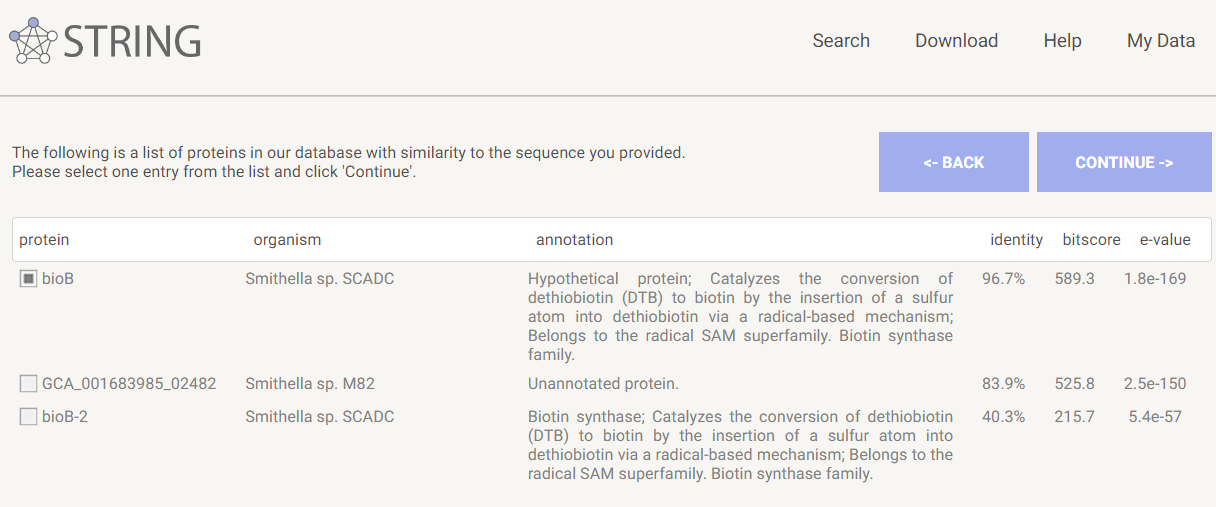 STRING
Search Download Help My Data
The following is a list of proteins in our database with similarity to the sequence you provided.
Please select one entry from the list and click 'Continue'.
<- BACK CONTINUE ->
protein organism annotation identity bitscore e-value
bioB Smithella sp. SCADC Hypothetical protein; Catalyzes the conversion of 96.7% 589.3 1.8e-169
dethiobiotin (DTB) to biotin by the insertion of a sulfur
atom into dethiobiotin via a radical-based mechanism;
Belongs to the radical SAM superfamily. Biotin synthase
family.
GCA_001683985_02482 Smithella sp. M82 Unannotated protein. 83.9% 525.8 2.5e-150
bioB-2 Smithella sp. SCADC Biotin synthase; Catalyzes the conversion of dethiobiotin 40.3% 215.7 5.4e-57
(DTB) to biotin by the insertion of a sulfur atom into
dethiobiotin via a radical-based mechanism; Belongs to the
radical SAM superfamily. Biotin synthase family.